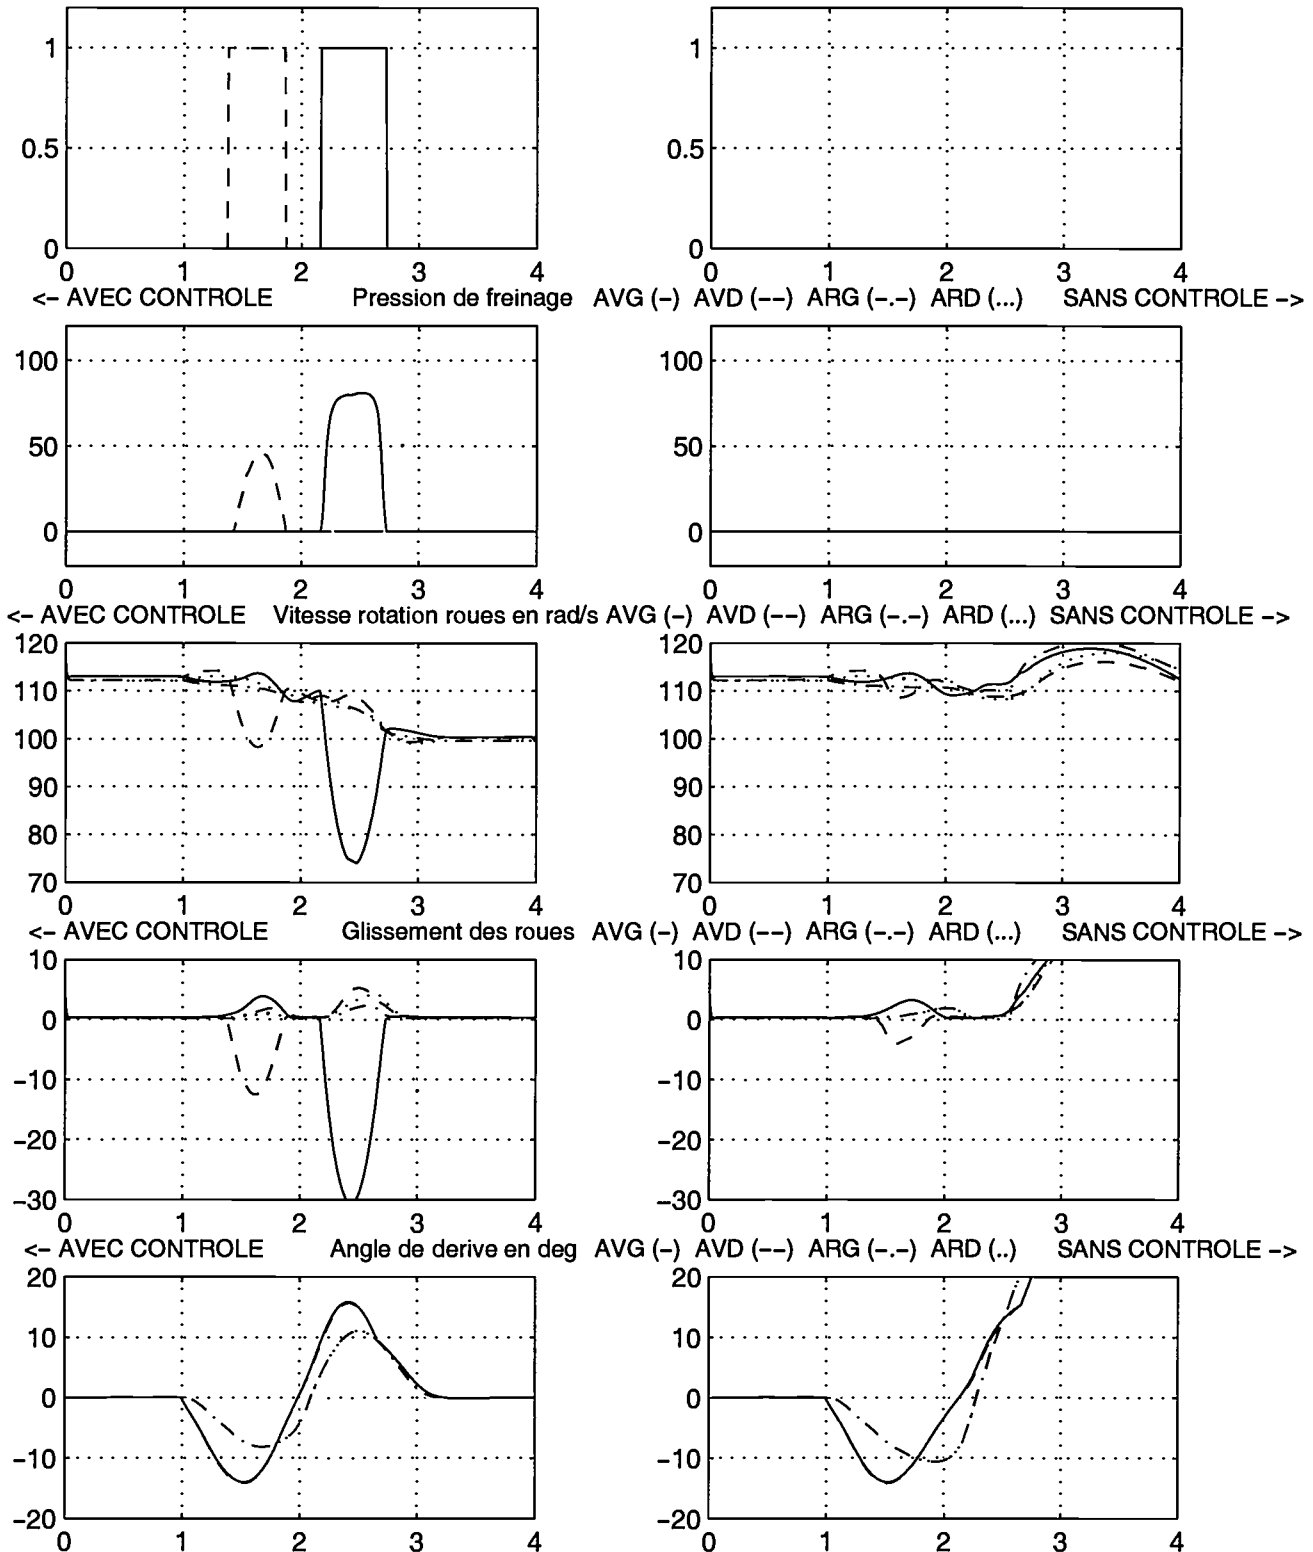 1 1
0.5 0.5
0 0
0 1 2 3 4 0 1 2 3 4
<- AVEC CONTROLE Pression de freinage AVG (-) AVD (--) ARG (-.-) ARD (...) SANS CONTROLE ->
100 100
50 50
0 0
0 1 2 3 4 0 1 2 3 4
<- AVEC CONTROLE Vitesse rotation roues en rad/s AVG (-) AVD (--) ARG (-.-) ARD (...) SANS CONTROLE ->
120 120
110 110
100 100
90 90
80 80
70 70
0 1 2 3 4 0 1 2 3 4
<- AVEC CONTROLE Glissement des roues AVG (-) AVD (--) ARG (-.-) ARD (...) SANS CONTROLE ->
10 10
0 0
-10 -10
-20 -20
-30 -30
0 1 2 3 4 0 1 2 3 4
<- AVEC CONTROLE Angle de derive en deg AVG (-) AVD (--) ARG (-.-) ARD (..) SANS CONTROLE ->
20 20
10 10
0 0
-10 -10
-20 -20
0 1 2 3 4 0 1 2 3 4